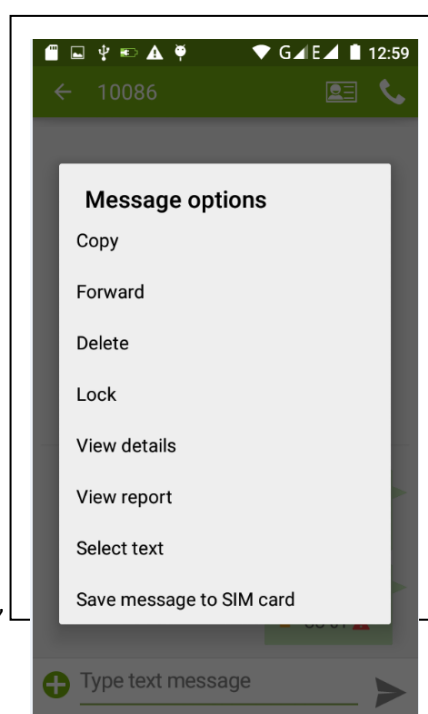 G E 12:59
10086
Message options
Copy
Forward
Delete
Lock
View details
View report
Select text
Save message to SIM card
Type text message